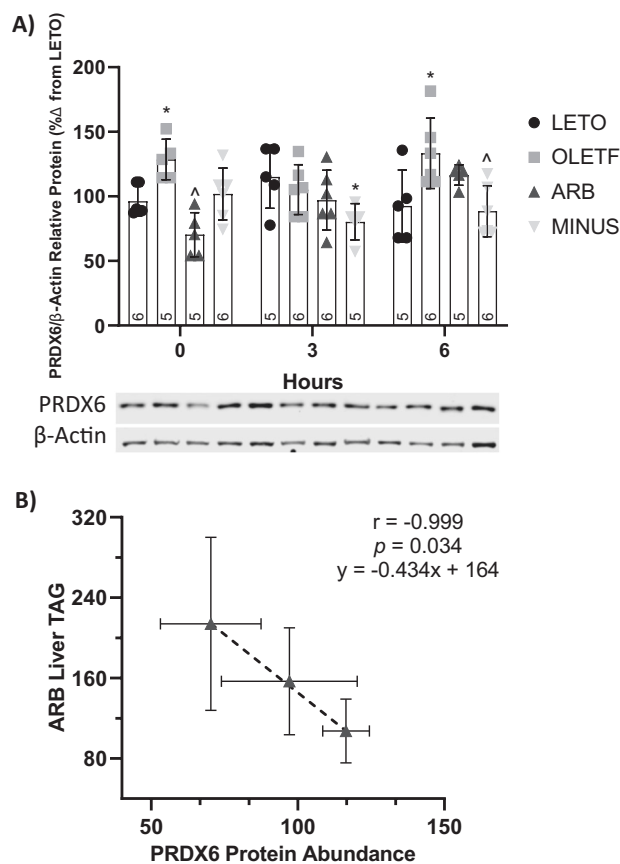 A)
PRDX6/β-Actin Relative Protein (%Δ from LETO)
200
150
100
50
0
* ^ * * ^
6 5 5 6 5 6 6 5 5 6 5 6
0 3 6
Hours
LETO
OLETF
ARB
MINUS
PRDX6
β-Actin
B)
ARB Liver TAG
320
240
160
80
r = -0.999
p = 0.034
y = -0.434x + 164
50 100 150
PRDX6 Protein Abundance